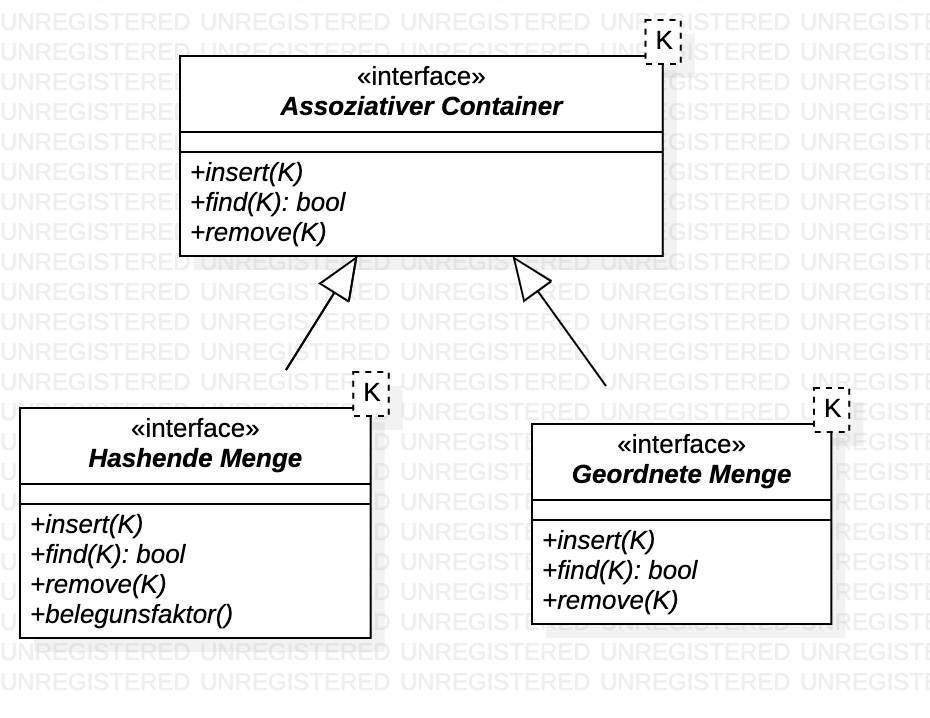 K
«interface»
Assoziativer Container
+insert(K)
+find(K): bool
+remove(K)
K
«interface»
Hashende Menge
+insert(K)
+find(K): bool
+remove(K)
+belegunsfaktor()
K
«interface»
Geordnete Menge
+insert(K)
+find(K): bool
+remove(K)
UNREGISTERED UNREGISTERED UNREGISTERED UNREGISTERED UNREGISTERED